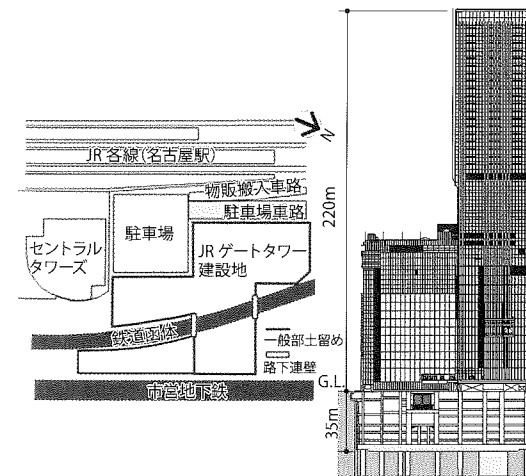 N
JR 各線(名古屋駅)
物販搬入車路
駐車場車路
駐車場
セントラル
タワーズ
JR ゲートタワー
建設地
鉄道函体
一般部土留め
路下連壁
市営地下鉄
220m
G.L.
35m